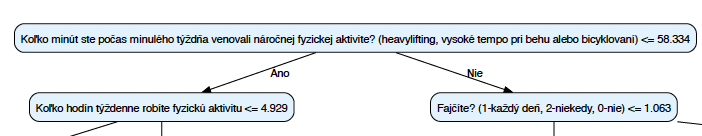 Koľko minút ste počas minulého týždňa venovali náročnej fyzickej aktivite? (heavylifting, vysoké tempo pri behu alebo bicyklovaní) <= 58.334
Áno
Nie
Koľko hodín týždenne robíte fyzickú aktivitu <= 4.929
Fajčíte? (1-každý deň, 2-niekedy, 0-nie) <= 1.063